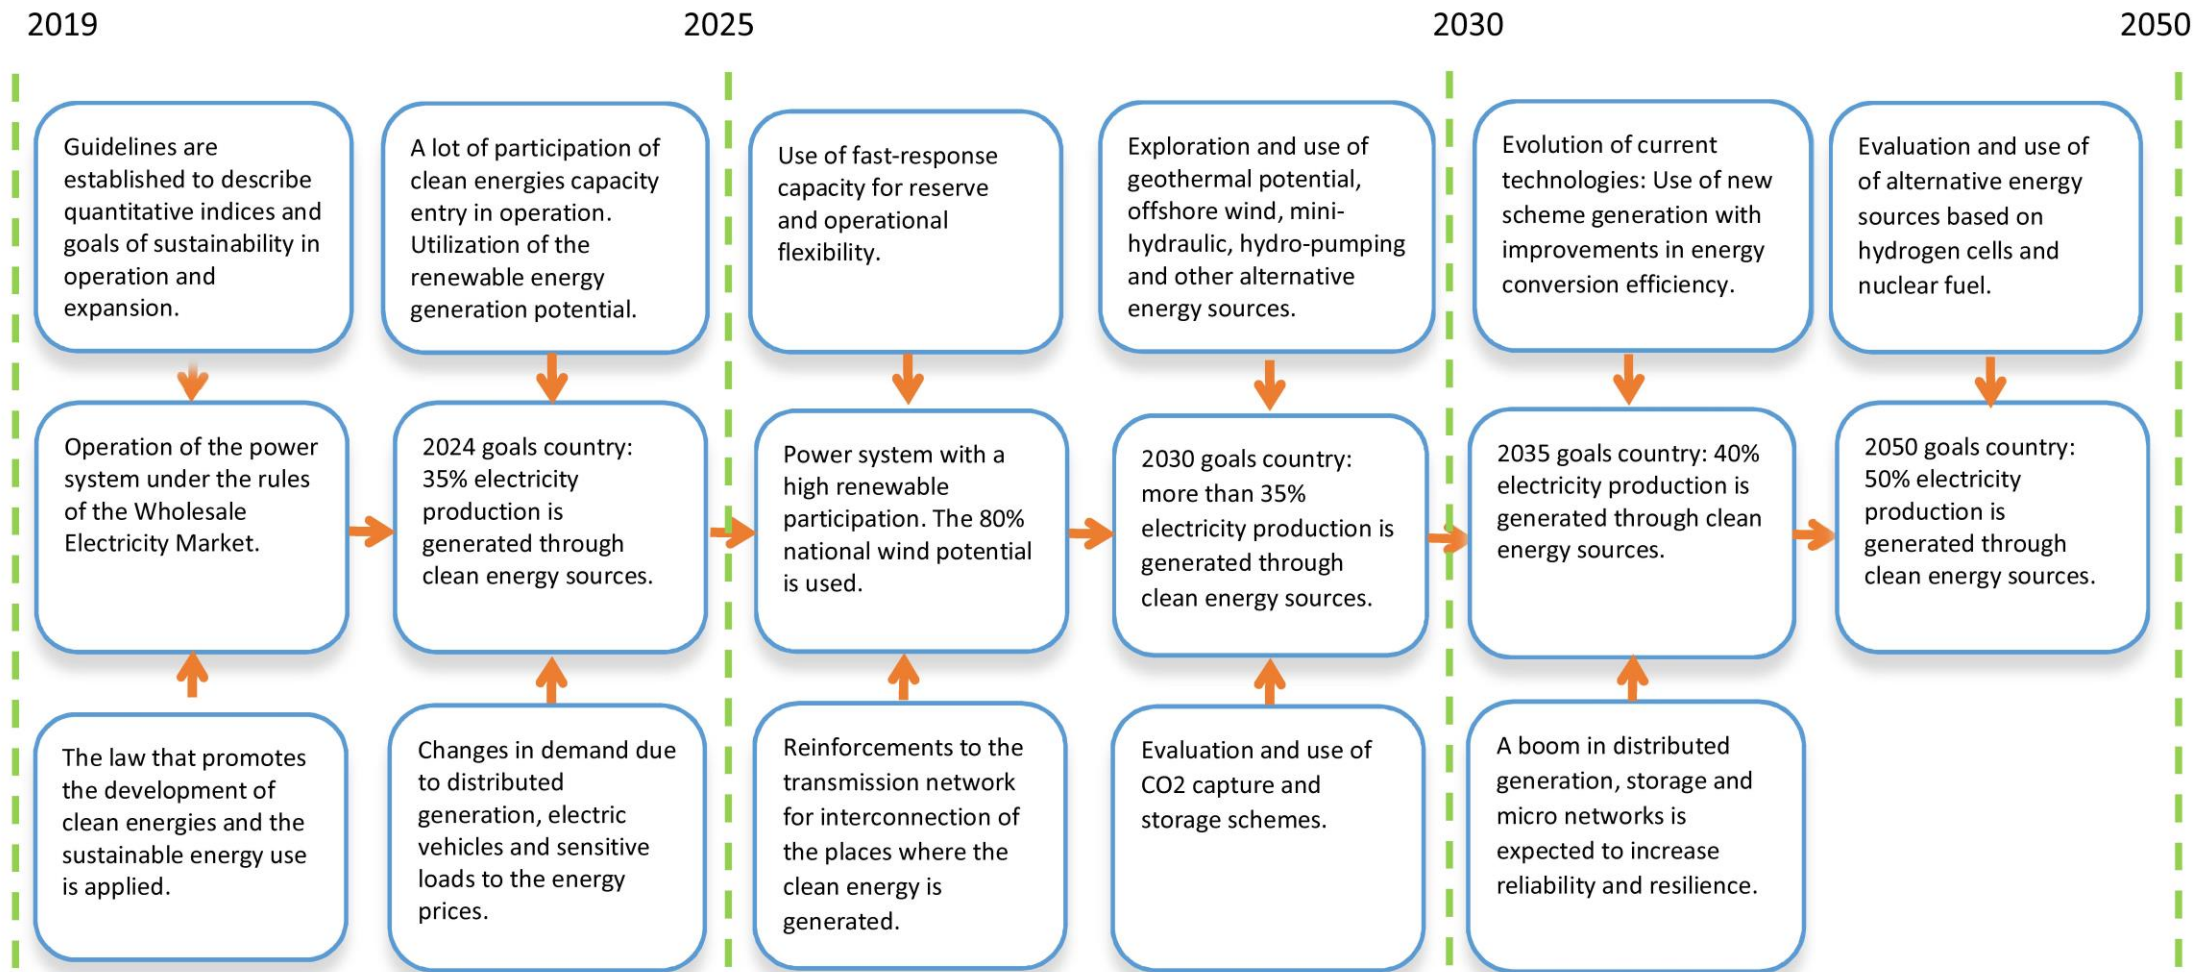 2019
2025
2030
2050
Guidelines are
established to describe
quantitative indices and
goals of sustainability in
operation and
expansion.
A lot of participation of
clean energies capacity
entry in operation.
Utilization of the
renewable energy
generation potential.
Use of fast-response
capacity for reserve
and operational
flexibility.
Exploration and use of
geothermal potential,
offshore wind, mini-
hydraulic, hydro-pumping
and other alternative
energy sources.
Evolution of current
technologies: Use of new
scheme generation with
improvements in energy
conversion efficiency.
Evaluation and use of
of alternative energy
sources based on
hydrogen cells and
nuclear fuel.
Operation of the power
system under the rules
of the Wholesale
Electricity Market.
2024 goals country:
35% electricity
production is
generated through
clean energy sources.
Power system with a
high renewable
participation. The 80%
national wind potential
is used.
2030 goals country:
more than 35%
electricity production is
generated through
clean energy sources.
2035 goals country: 40%
electricity production is
generated through clean
energy sources.
2050 goals country:
50% electricity
production is
generated through
clean energy sources.
The law that promotes
the development of
clean energies and the
sustainable energy use
is applied.
Changes in demand due
to distributed
generation, electric
vehicles and sensitive
loads to the energy
prices.
Reinforcements to the
transmission network
for interconnection of
the places where the
clean energy is
generated.
Evaluation and use of
CO2 capture and
storage schemes.
A boom in distributed
generation, storage and
micro networks is
expected to increase
reliability and resilience.